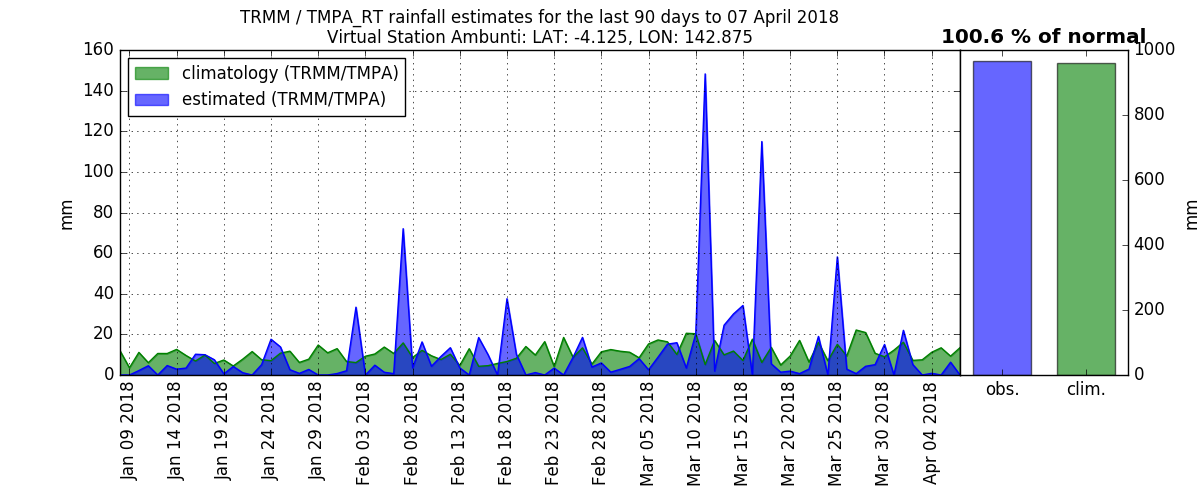 TRMM / TMPA_RT rainfall estimates for the last 90 days to 07 April 2018
Virtual Station Ambunti: LAT: -4.125, LON: 142.875
100.6 % of normal
climatology (TRMM/TMPA)
estimated (TRMM/TMPA)
mm
160
140
120
100
80
60
40
20
0
Jan 09 2018
Jan 14 2018
Jan 19 2018
Jan 24 2018
Jan 29 2018
Feb 03 2018
Feb 08 2018
Feb 13 2018
Feb 18 2018
Feb 23 2018
Feb 28 2018
Mar 05 2018
Mar 10 2018
Mar 15 2018
Mar 20 2018
Mar 25 2018
Mar 30 2018
Apr 04 2018
obs.
clim.
1000
800
600
400
200
0
mm